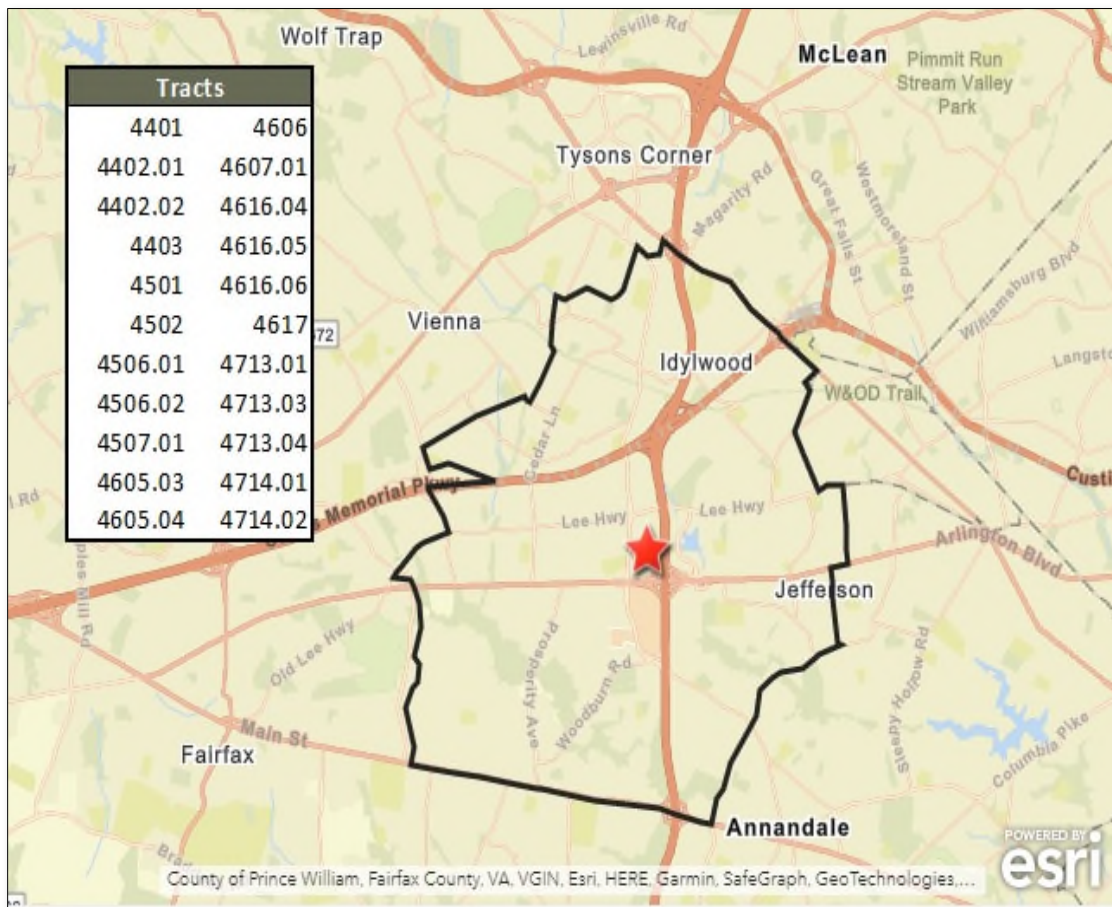 Wolf Trap
Lewinsville Rd
McLean
Pimmit Run
Stream Valley
Park
Tracts
4401 4606
4402.01 4607.01
4402.02 4616.04
4403 4616.05
4501 4616.06
4502 4617
4506.01 4713.01
4506.02 4713.03
4507.01 4713.04
4605.03 4714.01
4605.04 4714.02
Tysons Corner
Magarity Rd
Great Falls St
Westmoreland St
Williamsburg Blvd
Vienna
Idylwood
W&OD Trail
Cedar Ln
Memorial Pkwy
Lee Hwy
Lee Hwy
Arlington Blvd
Jefferson
Old Lee Hwy
Prosperity Ave
Woodburn Rd
Sleepy Hollow Rd
Columbia Pike
Main St
Fairfax
Annandale
POWERED BY
esri
County of Prince William, Fairfax County, VA, VGIN, Esri, HERE, Garmin, SafeGraph, GeoTechnologies,...